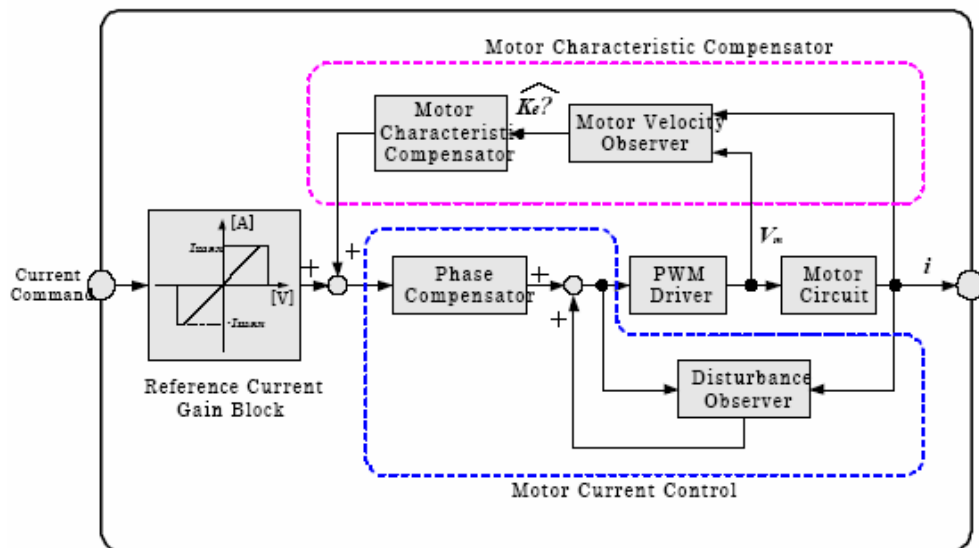 Motor Characteristic Compensator
Motor
Characteristic
Compensator
Ke?
Motor Velocity
Observer
[A]
Imax
[V]
-Imax
Current
Command
+
+
Phase
Compensator
+
+
PWM
Driver
Vm
Motor
Circuit
i
Reference Current
Gain Block
Disturbance
Observer
Motor Current Control